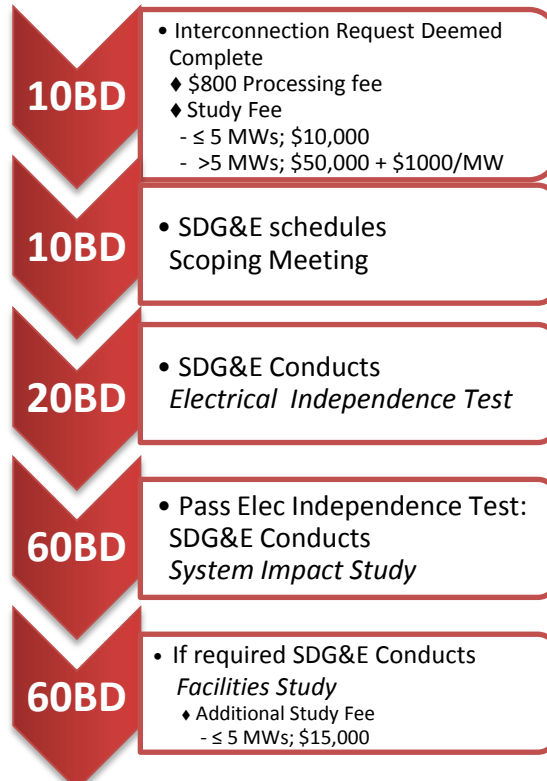 10BD
• Interconnection Request Deemed
Complete
♦ $800 Processing fee
♦ Study Fee
- ≤ 5 MWs; $10,000
- >5 MWs; $50,000 + $1000/MW
10BD
• SDG&E schedules
Scoping Meeting
20BD
• SDG&E Conducts
Electrical Independence Test
60BD
• Pass Elec Independence Test:
SDG&E Conducts
System Impact Study
60BD
• If required SDG&E Conducts
Facilities Study
♦ Additional Study Fee
- ≤ 5 MWs; $15,000